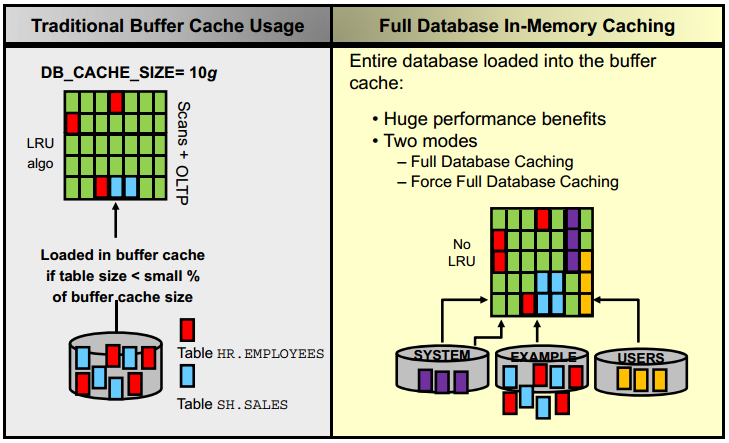 Traditional Buffer Cache Usage
DB_CACHE_SIZE= 10g
LRU
algo
Scans + OLTP
Loaded in buffer cache
if table size < small %
of buffer cache size
Table HR.EMPLOYEES
Table SH.SALES
Full Database In-Memory Caching
Entire database loaded into the buffer
cache:
• Huge performance benefits
• Two modes
– Full Database Caching
– Force Full Database Caching
No
LRU
SYSTEM
EXAMPLE
USERS